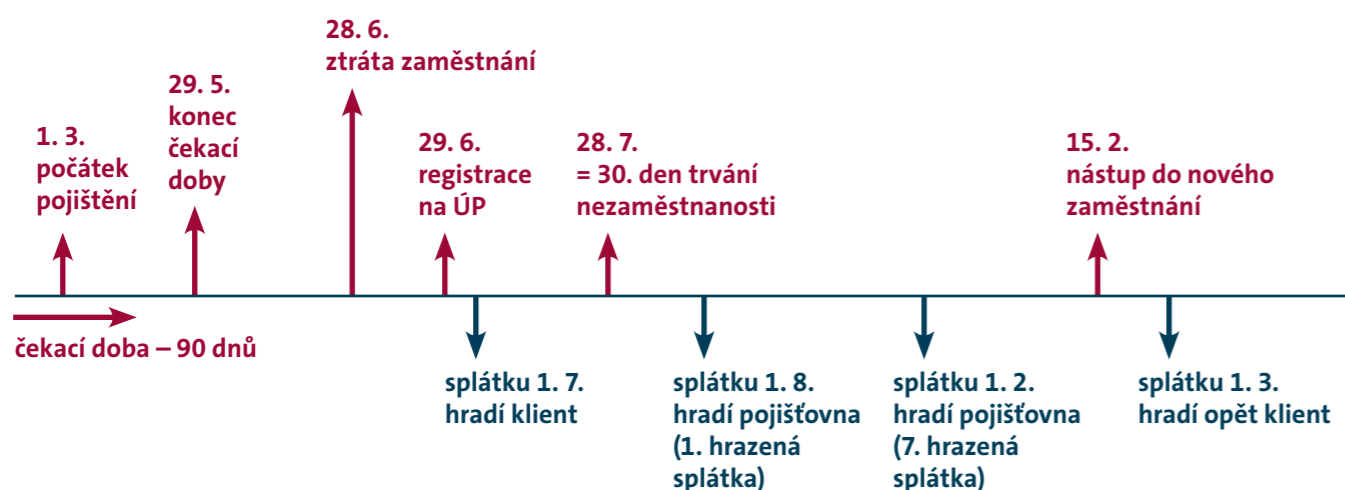 28. 6.
ztráta zaměstnání
29. 5.
konec
čekací
doby
1. 3.
počátek
pojištění
29. 6.
registrace
na ÚP
28. 7.
= 30. den trvání
nezaměstnanosti
15. 2.
nástup do nového
zaměstnání
čekací doba – 90 dnů
splátku 1. 7.
hradí klient
splátku 1. 8.
hradí pojišťovna
(1. hrazená
splátka)
splátku 1. 2.
hradí pojišťovna
(7. hrazená
splátka)
splátku 1. 3.
hradí opět klient